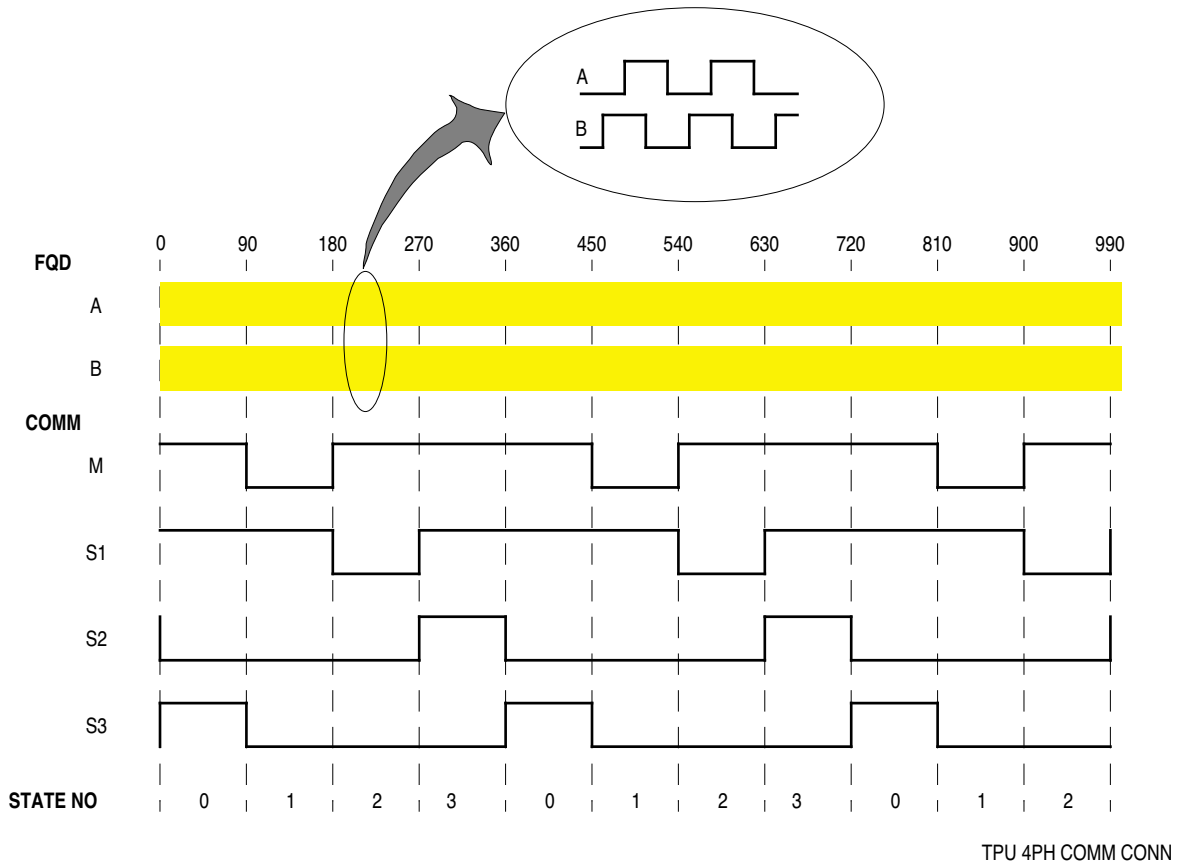 A
B
0 90 180 270 360 450 540 630 720 810 900 990
FQD
A
B
COMM
M
S1
S2
S3
STATE NO 0 1 2 3 0 1 2 3 0 1 2
TPU 4PH COMM CONN